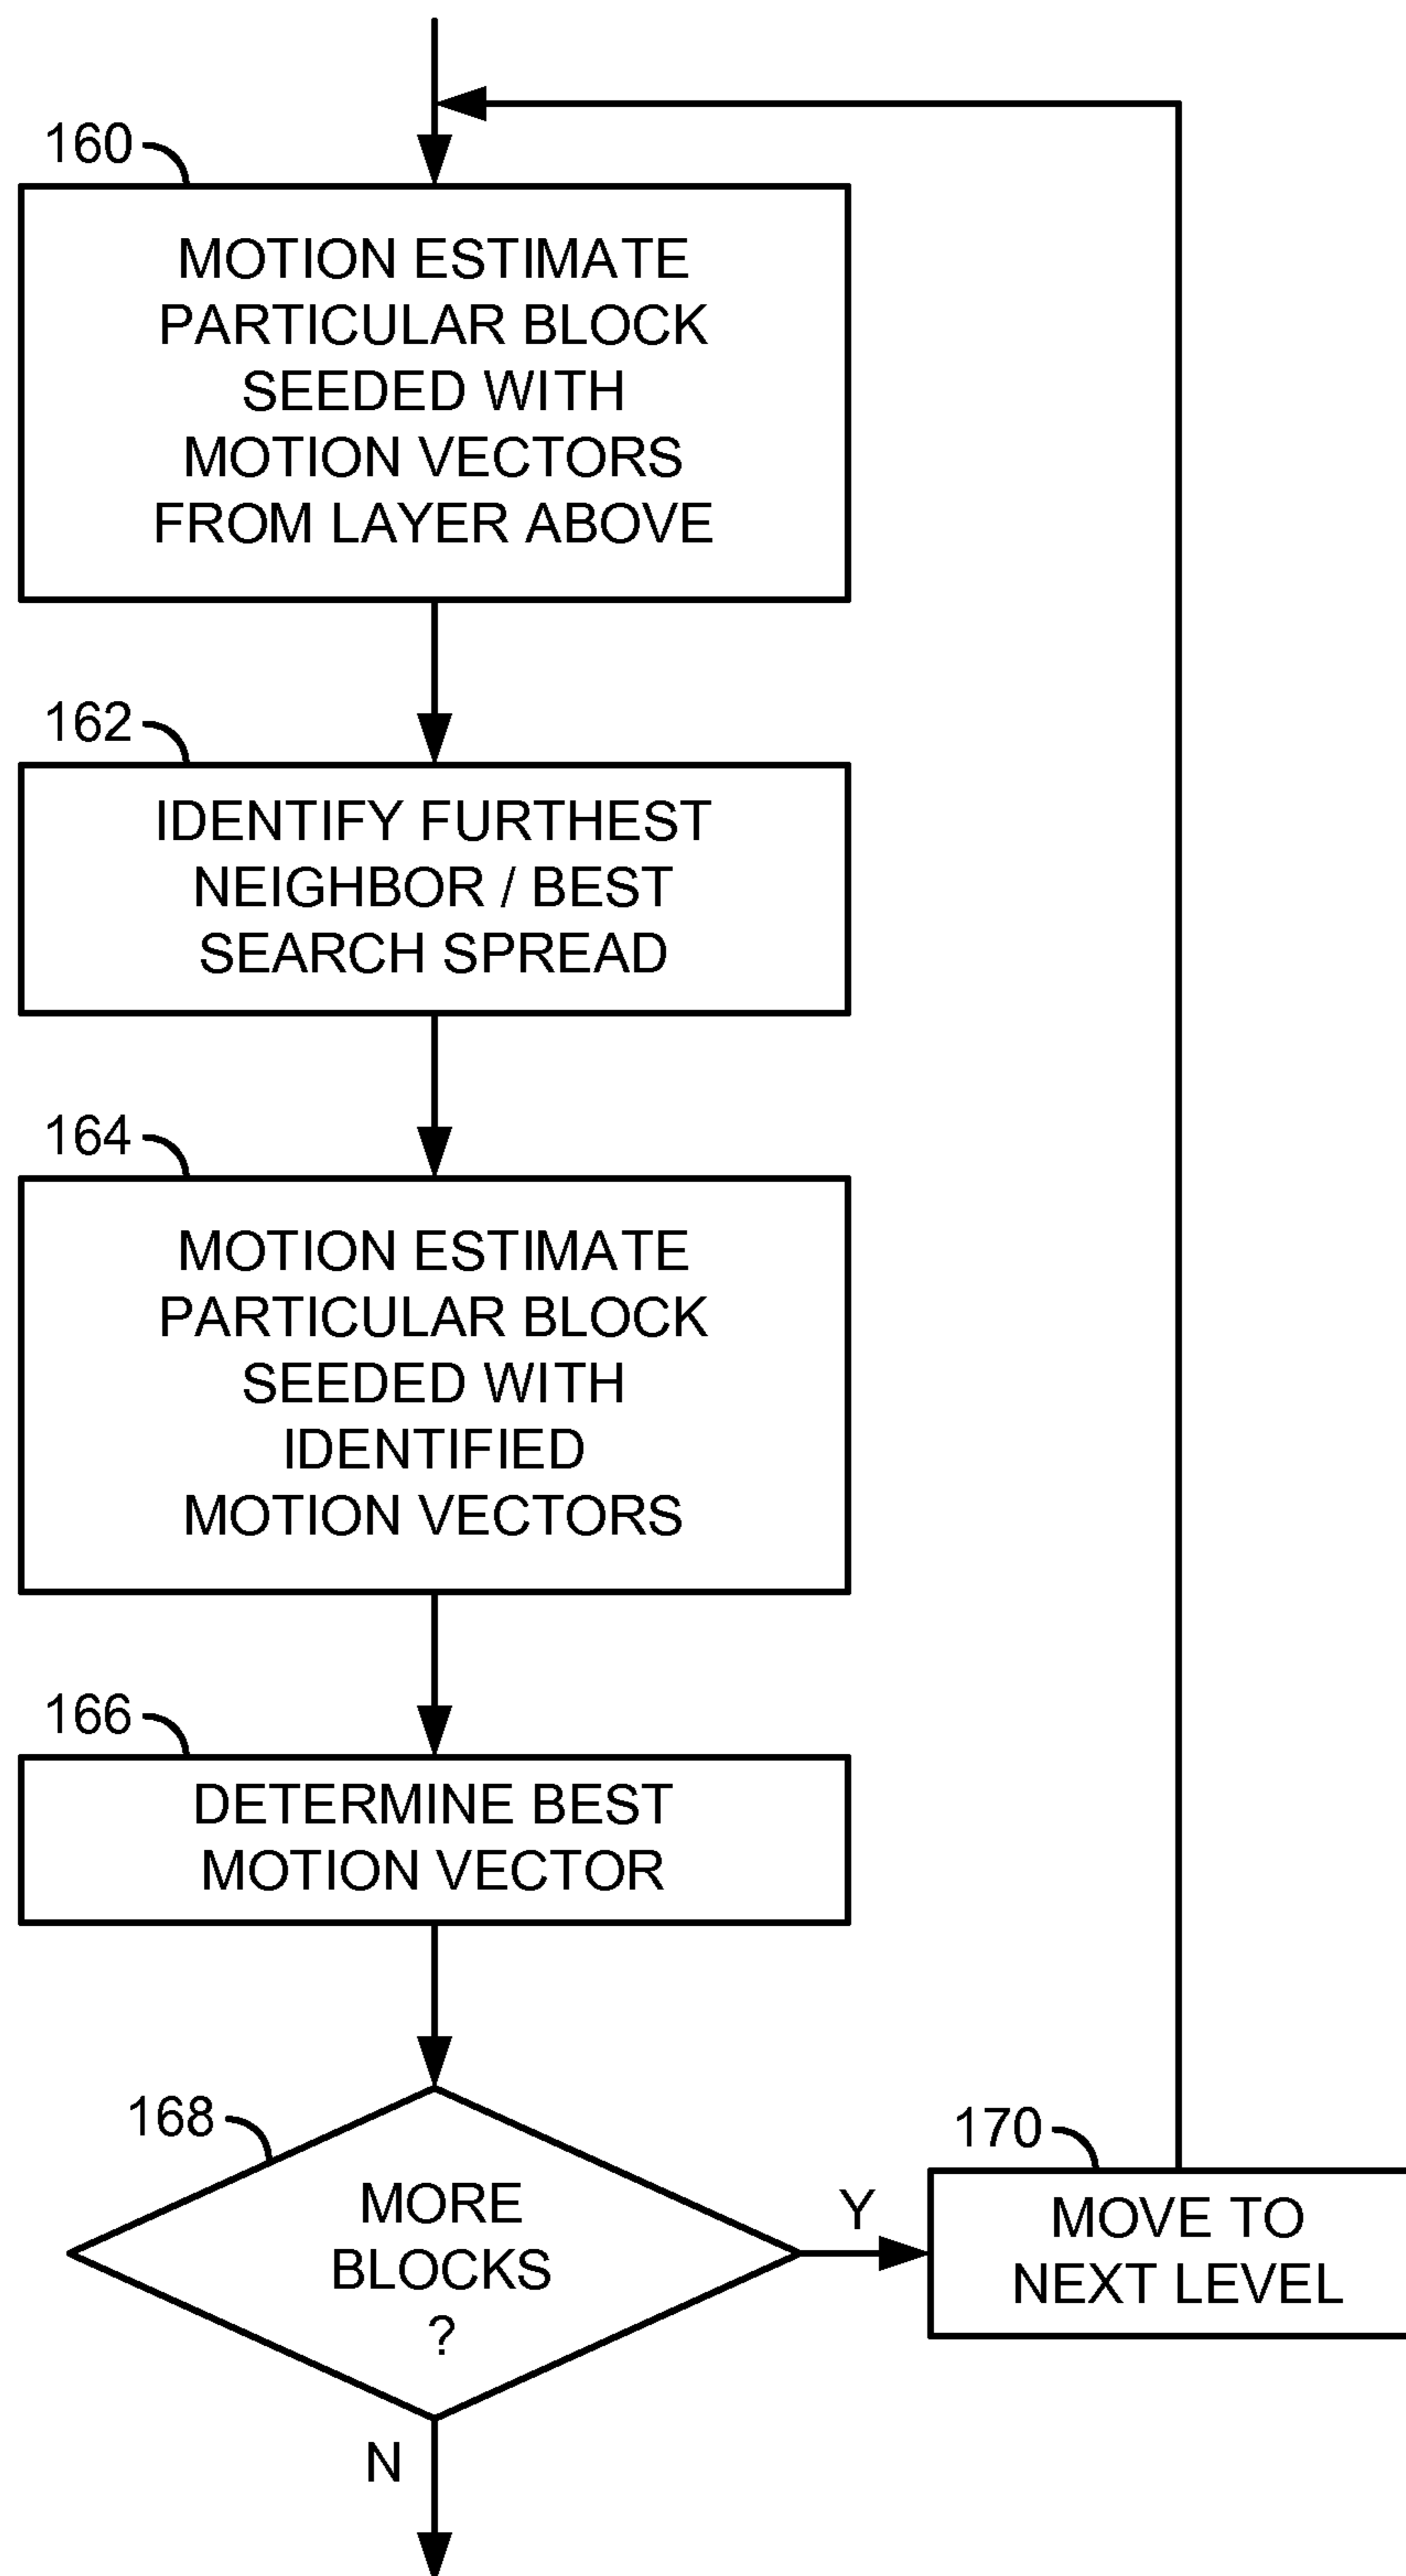 160
MOTION ESTIMATE
PARTICULAR BLOCK
SEEDED WITH
MOTION VECTORS
FROM LAYER ABOVE
162
IDENTIFY FURTHEST
NEIGHBOR / BEST
SEARCH SPREAD
164
MOTION ESTIMATE
PARTICULAR BLOCK
SEEDED WITH
IDENTIFIED
MOTION VECTORS
166
DETERMINE BEST
MOTION VECTOR
168
MORE
BLOCKS
?
Y
170
MOVE TO
NEXT LEVEL
N